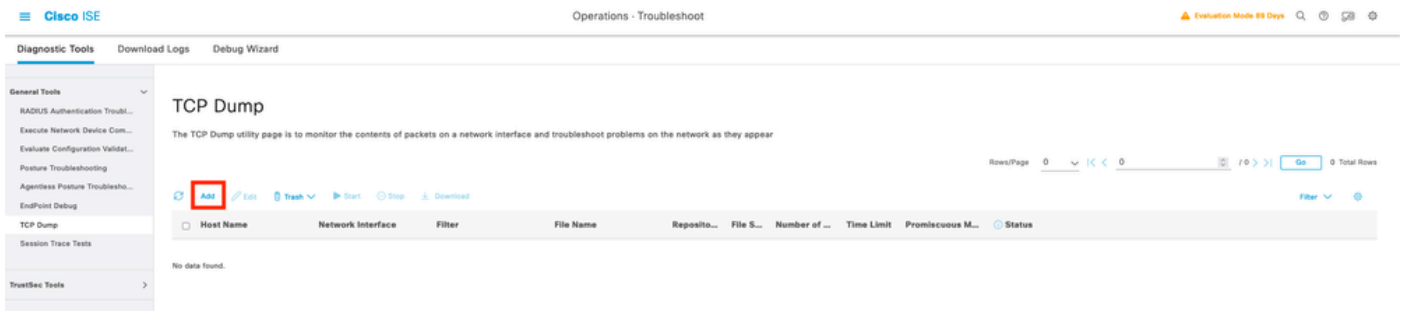 Cisco ISE
Operations - Troubleshoot
Evaluation Mode 89 Days
Diagnostic Tools Download Logs Debug Wizard
General Tools
RADIUS Authentication Troubl...
Execute Network Device Com...
Evaluate Configuration Validat...
Posture Troubleshooting
Agentless Posture Troublesho...
EndPoint Debug
TCP Dump
Session Trace Tests
TrustSec Tools
TCP Dump
The TCP Dump utility page is to monitor the contents of packets on a network interface and troubleshoot problems on the network as they appear
Rows/Page 0 |< < 0 / 0 > >| Go 0 Total Rows
Add Edit Trash Start Stop Download Filter
Host Name Network Interface Filter File Name Reposito... File S... Number of ... Time Limit Promiscuous M... Status
No data found.